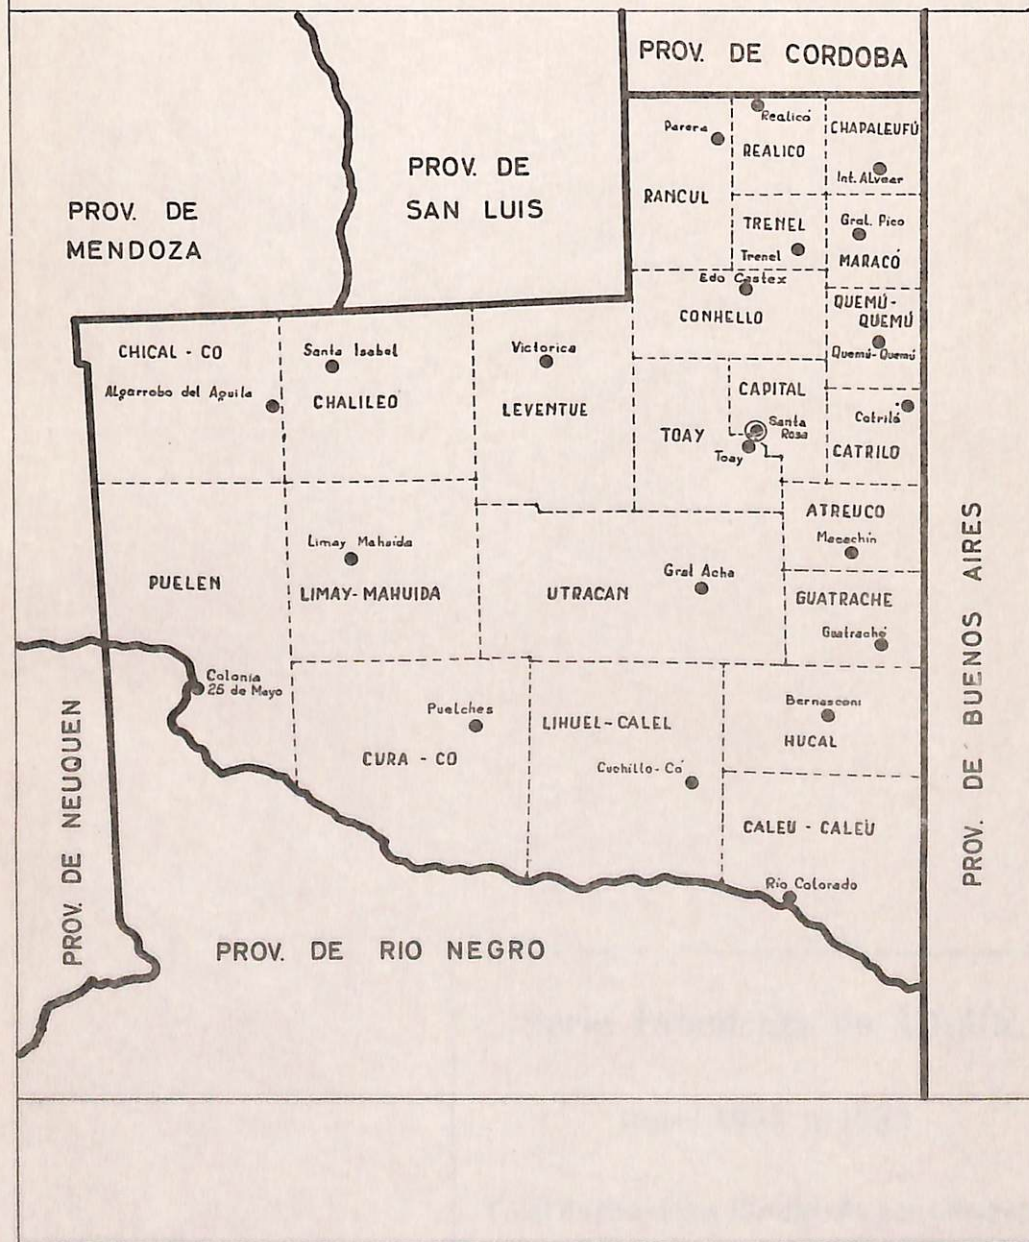 PROV. DE CORDOBA
PROV. DE
SAN LUIS
PROV. DE
MENDOZA
Parera
Realicó
REALICO
CHAPALEUFÚ
Int. Alvear
RANCUL
TRENEL
Trenel
Gral. Pico
MARACÓ
Edo Castex
CONHELLO
QUEMÚ-
QUEMÚ
Quemú-Quemú
CHICAL - CO
Algarrobo del Aguila
Santa Isabel
CHALILEO
Victorica
LEVENTUE
CAPITAL
Santa
Rosa
TOAY
Toay
Catriló
CATRILO
ATREUCO
Macachín
PUELEN
Limay Mahuida
LIMAY-MAHUIDA
UTRACAN
Gral Acha
GUATRACHE
Guatraché
Colonia
25 de Mayo
Puelches
CURA - CO
LIHUEL-CALEL
Cuchillo-Có
Bernasconi
HUCAL
CALEU - CALEU
Río Colorado
PROV. DE NEUQUEN
PROV. DE RIO NEGRO
PROV. DE BUENOS AIRES